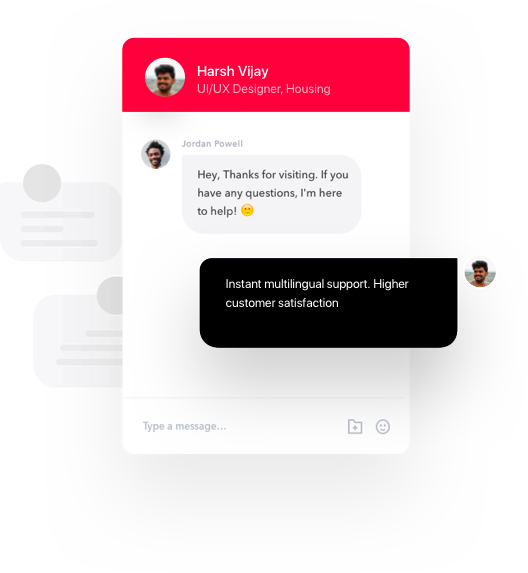 Harsh Vijay
UI/UX Designer, Housing
Jordan Powell
Hey, Thanks for visiting. If you
have any questions, I'm here
to help! 😊
Instant multilingual support. Higher
customer satisfaction
Type a message...